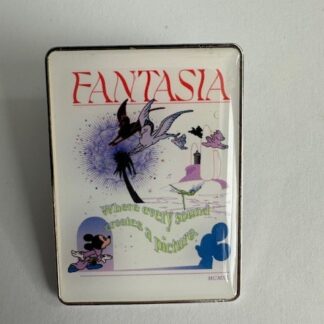 FANTASIA
Where every sound
creates a picture.